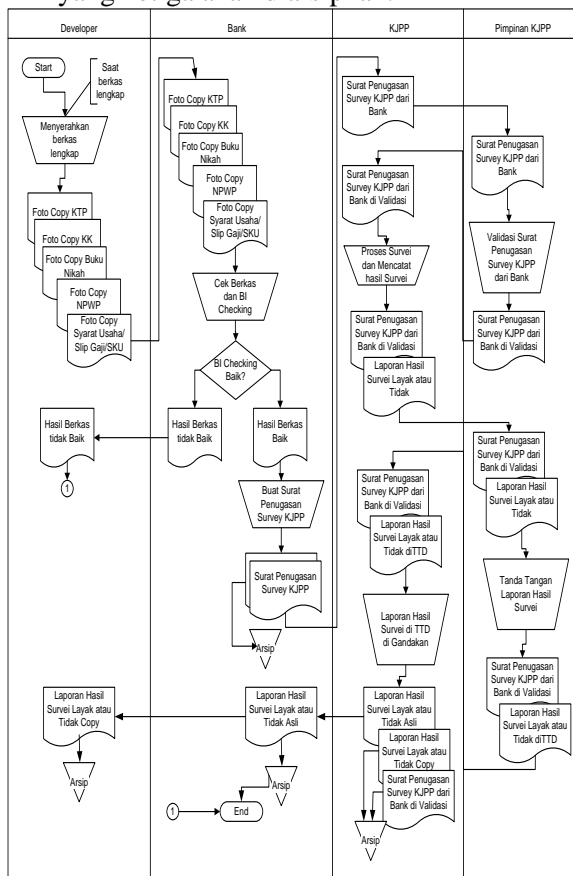 Developer
Bank
KJPP
Pimpinan KJPP
Start
Saat
berkas
lengkap
Menyerahkan
berkas
lengkap
Foto Copy KTP
Foto Copy KK
Foto Copy Buku
Nikah
Foto Copy
NPWP
Foto Copy
Syarat Usaha/
Slip Gaji/SKU
Hasil Berkas
tidak Baik
1
Laporan Hasil
Survei Layak atau
Tidak Copy
Arsip
Foto Copy KTP
Foto Copy KK
Foto Copy Buku
Nikah
Foto Copy
NPWP
Foto Copy
Syarat Usaha/
Slip Gaji/SKU
Cek Berkas
dan BI
Checking
BI Checking
Baik?
Hasil Berkas
tidak Baik
Hasil Berkas
Baik
Buat Surat
Penugasan
Survey KJPP
Surat Penugasan
Survey KJPP
Arsip
Laporan Hasil
Survei Layak atau
Tidak Asli
Arsip
1
End
Surat Penugasan
Survey KJPP dari
Bank
Surat Penugasan
Survey KJPP dari
Bank di Validasi
Proses Survei
dan Mencatat
hasil Survei
Surat Penugasan
Survey KJPP dari
Bank di Validasi
Laporan Hasil
Survei Layak atau
Tidak
Surat Penugasan
Survey KJPP dari
Bank di Validasi
Laporan Hasil
Survei Layak atau
Tidak diTTD
Laporan Hasil
Survei di TTD
di Gandakan
Laporan Hasil
Survei Layak atau
Tidak Asli
Laporan Hasil
Survei Layak atau
Tidak Copy
Surat Penugasan
Survey KJPP dari
Bank di Validasi
Arsip
Surat Penugasan
Survey KJPP dari
Bank
Validasi Surat
Penugasan
Survey KJPP
dari Bank
Surat Penugasan
Survey KJPP dari
Bank di Validasi
Surat Penugasan
Survey KJPP dari
Bank di Validasi
Laporan Hasil
Survei Layak atau
Tidak
Tanda Tangan
Laporan Hasil
Survei
Surat Penugasan
Survey KJPP dari
Bank di Validasi
Laporan Hasil
Survei Layak atau
Tidak diTTD